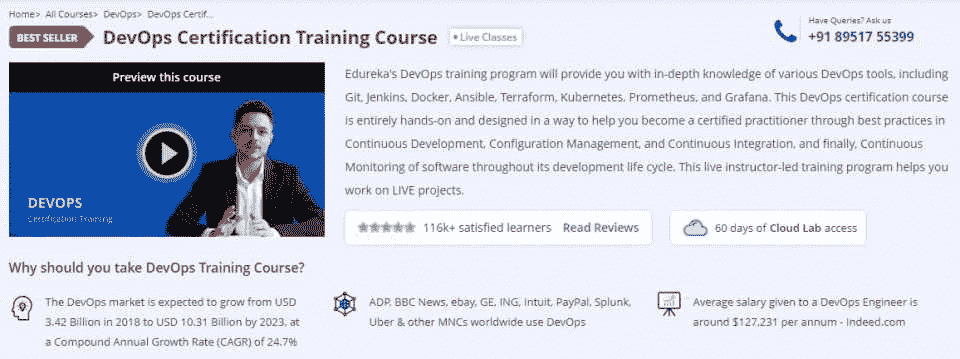 Home> All Courses> DevOps> DevOps Certif...
BEST SELLER DevOps Certification Training Course • Live Classes
Have Queries? Ask us
+91 89517 55399
Preview this course
DEVOPS
Certification Training
Edureka's DevOps training program will provide you with in-depth knowledge of various DevOps tools, including
Git, Jenkins, Docker, Ansible, Terraform, Kubernetes, Prometheus, and Grafana. This DevOps certification course
is entirely hands-on and designed in a way to help you become a certified practitioner through best practices in
Continuous Development, Configuration Management, and Continuous Integration, and finally, Continuous
Monitoring of software throughout its development life cycle. This live instructor-led training program helps you
work on LIVE projects.
116k+ satisfied learners Read Reviews
60 days of Cloud Lab access
Why should you take DevOps Training Course?
The DevOps market is expected to grow from USD
3.42 Billion in 2018 to USD 10.31 Billion by 2023, at
a Compound Annual Growth Rate (CAGR) of 24.7%
ADP, BBC News, ebay, GE, ING, Intuit, PayPal, Splunk,
Uber & other MNCs worldwide use DevOps
Average salary given to a DevOps Engineer is
around $127,231 per annum - Indeed.com